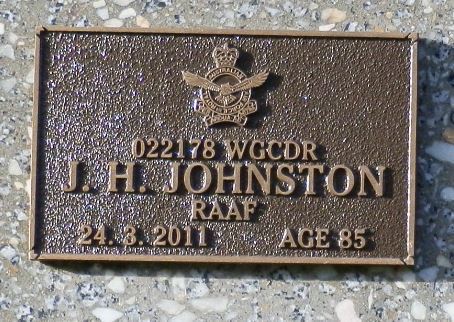 022178 WGCDR
J. H. JOHNSTON
RAAF
24. 3. 2011 AGE 85